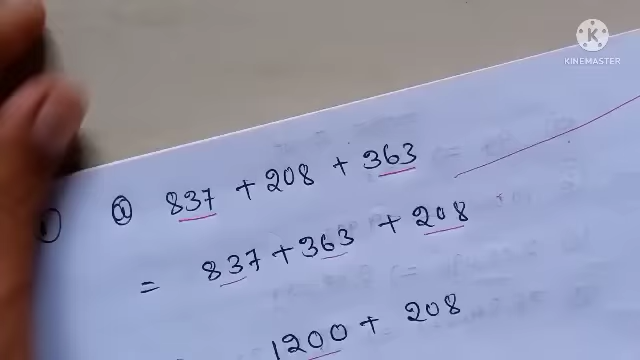 KINEMASTER
ⓐ 837 + 208 + 363
= 837 + 363 + 208
1200 + 208